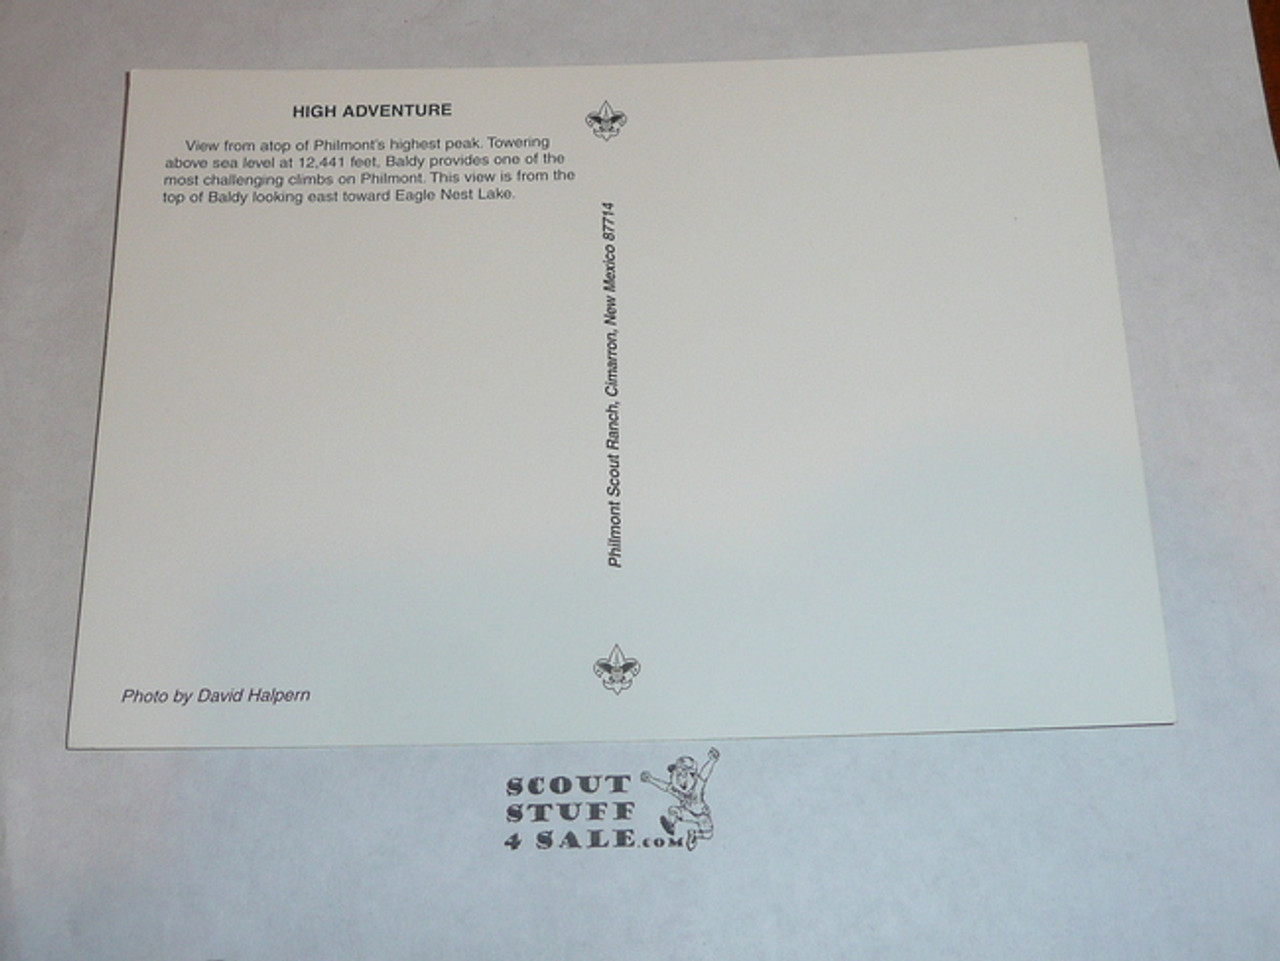 HIGH ADVENTURE
View from atop of Philmont's highest peak. Towering
above sea level at 12,441 feet, Baldy provides one of the
most challenging climbs on Philmont. This view is from the
top of Baldy looking east toward Eagle Nest Lake.
Philmont Scout Ranch, Cimarron, New Mexico 87714
Photo by David Halpern
SCOUT
STUFF
4 SALE.COM